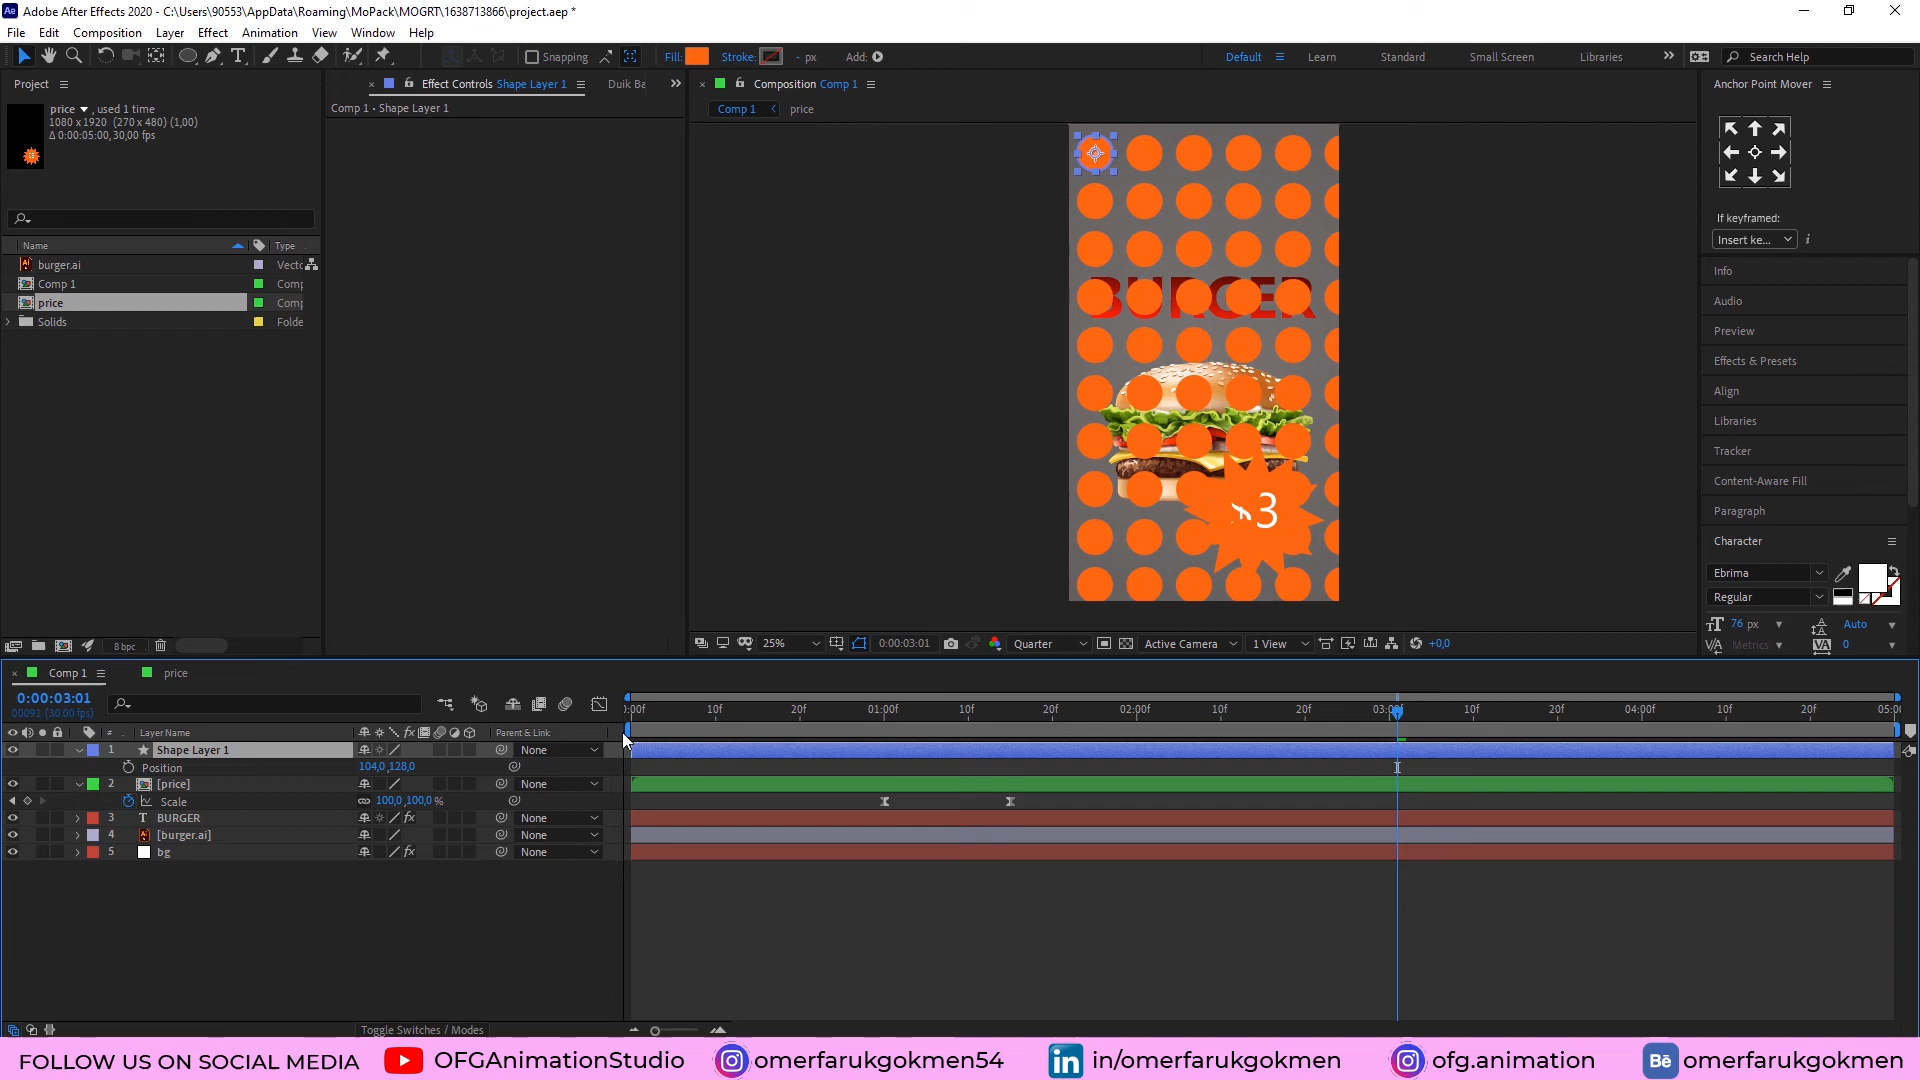 Adobe After Effects 2020 - C:\Users\90553\AppData\Roaming\MoPack\MOGRT\1638713866\project.aep *
File Edit Composition Layer Effect Animation View Window Help
Snapping Fill: Stroke: - px Add: Default Learn Standard Small Screen Libraries Search Help
Project
price , used 1 time
1080 x 1920 (270 x 480) (1,00)
Δ 0:00:05:00, 30,00 fps
Name Type
burger.ai Vectc
Comp 1 Comp
price Comp
Solids Folde
8 bpc
Effect Controls Shape Layer 1 Duik Ba
Comp 1 • Shape Layer 1
Composition Comp 1
Comp 1 price
BURGER
3
25% 0:00:03:01 Quarter Active Camera 1 View +0,0
Anchor Point Mover
If keyframed:
Insert ke...
Info
Audio
Preview
Effects & Presets
Align
Libraries
Tracker
Content-Aware Fill
Paragraph
Character
Ebrima
Regular
76 px Auto
Metrics 0
Comp 1 price
0:00:03:01
00091 (30.00 fps)
:00f 10f 20f 01:00f 10f 20f 02:00f 10f 20f 03:00f 10f 20f 04:00f 10f 20f 05:00
# Layer Name Parent & Link
1 Shape Layer 1 None
Position 104,0,128,0
2 [price] None
Scale 100,0,100,0 %
3 BURGER None
4 [burger.ai] None
5 bg None
Toggle Switches / Modes
FOLLOW US ON SOCIAL MEDIA OFGAnimationStudio omerfarukgokmen54 in/omerfarukgokmen ofg.animation omerfarukgokmen